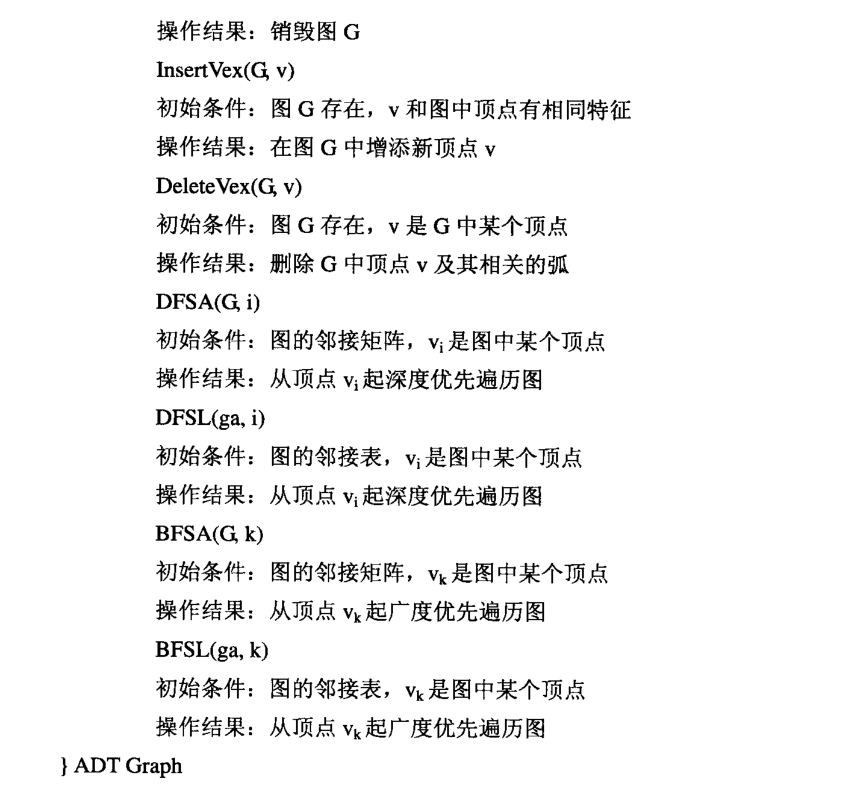 操作结果：销毁图 G
InsertVex(G, v)
初始条件：图 G 存在，v 和图中顶点有相同特征
操作结果：在图 G 中增添新顶点 v
DeleteVex(G, v)
初始条件：图 G 存在，v 是 G 中某个顶点
操作结果：删除 G 中顶点 v 及其相关的弧
DFSA(G, i)
初始条件：图的邻接矩阵，vi 是图中某个顶点
操作结果：从顶点 vi 起深度优先遍历图
DFSL(ga, i)
初始条件：图的邻接表，vi 是图中某个顶点
操作结果：从顶点 vi 起深度优先遍历图
BFSA(G, k)
初始条件：图的邻接矩阵，vk 是图中某个顶点
操作结果：从顶点 vk 起广度优先遍历图
BFSL(ga, k)
初始条件：图的邻接表，vk 是图中某个顶点
操作结果：从顶点 vk 起广度优先遍历图
} ADT Graph